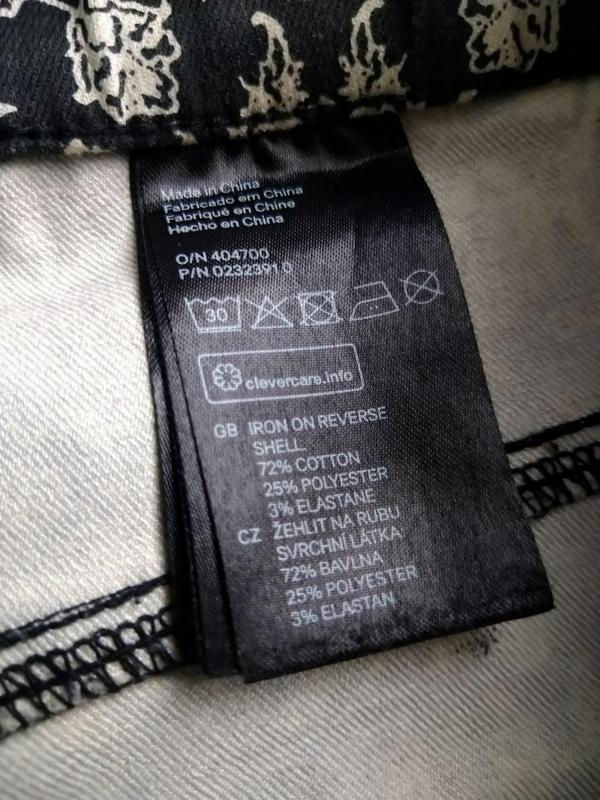 Made in China
Fabricado em China
Fabriqué en Chine
Hecho en China
O/N 404700
P/N 0232391 0
30
clevercare.info
GB IRON ON REVERSE
SHELL
72% COTTON
25% POLYESTER
3% ELASTANE
CZ ŽEHLIT NA RUBU
SVRCHNÍ LÁTKA
72% BAVLNA
25% POLYESTER
3% ELASTAN